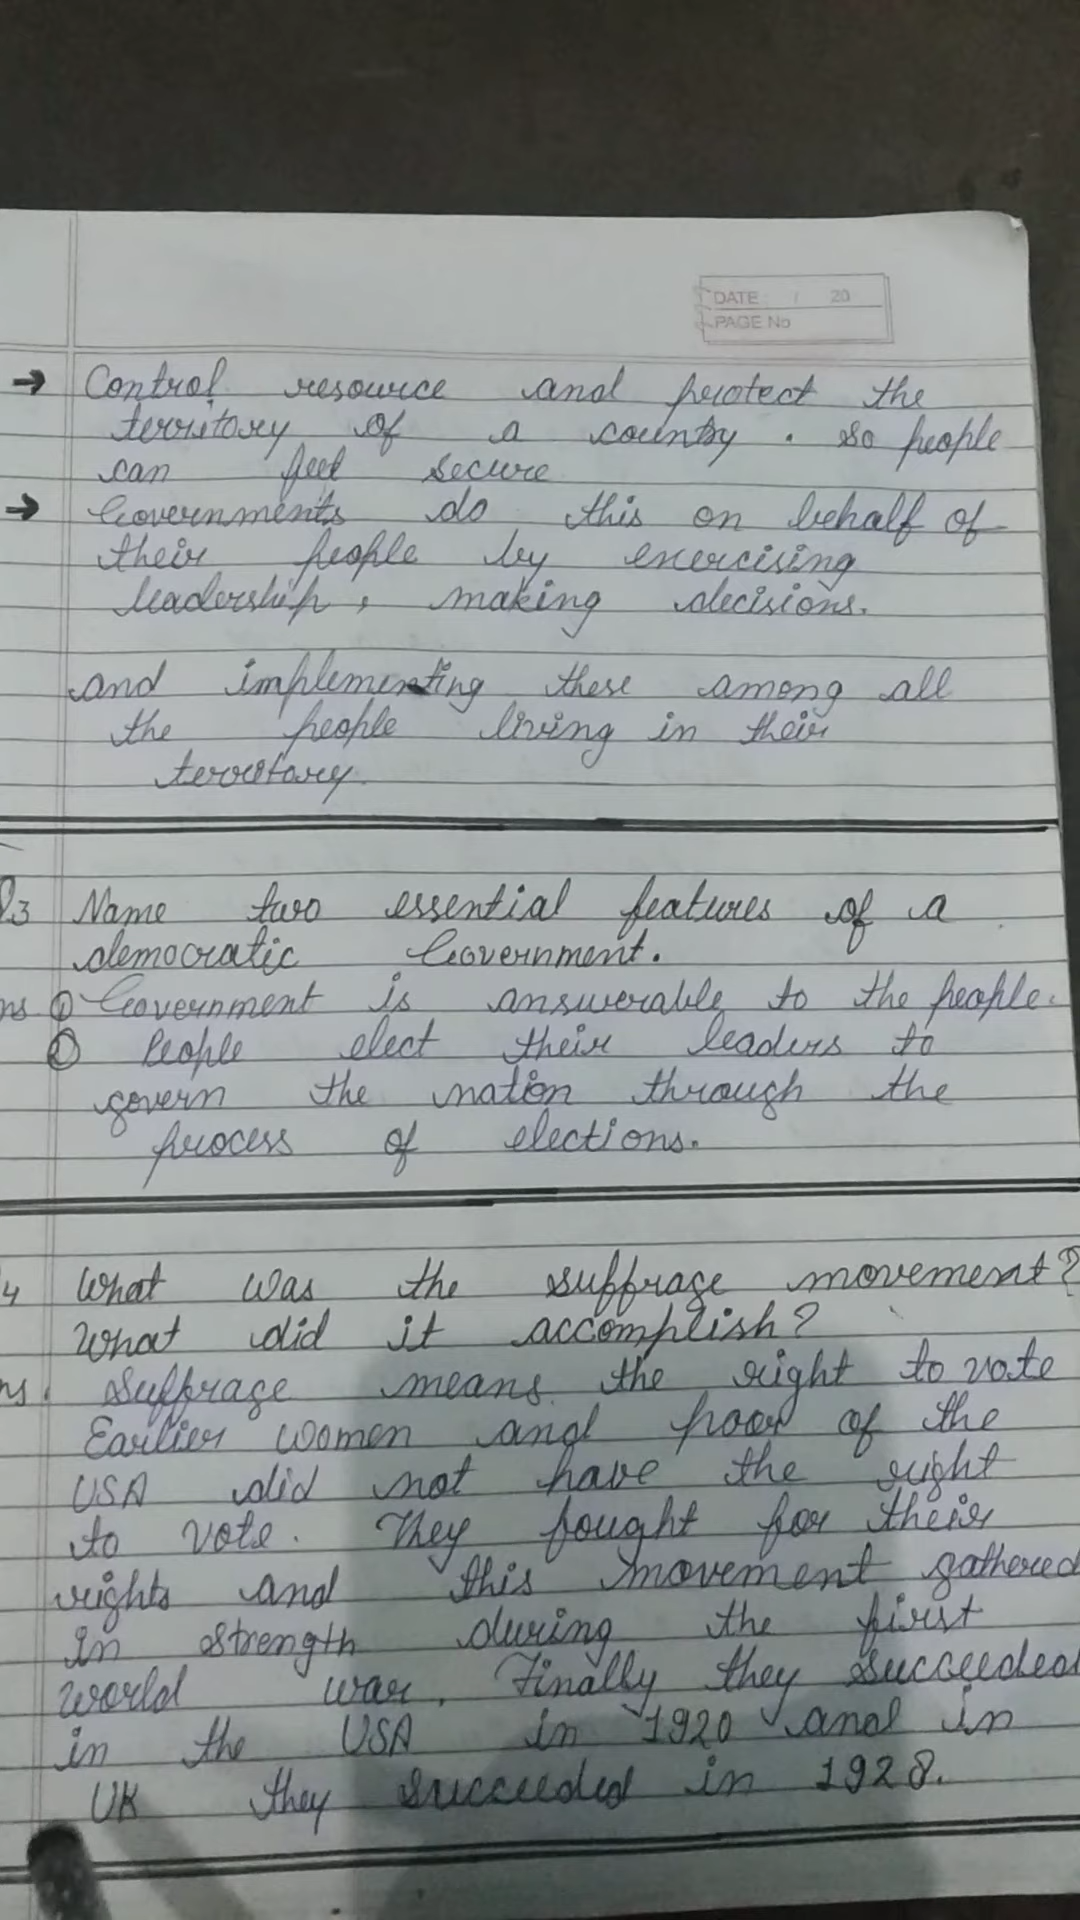 DATE / 20
PAGE No
→ Control resource and protect the
territory of a country. So people
can feel secure
→ Governments do this on behalf of
their people by exercising
leadership, making decisions.
and implementing these among all
the people living in their
territory.
3 Name two essential features of a
democratic Government.
ns ① Government is answerable to the people.
② People elect their leaders to
govern the nation through the
process of elections.
4 What was the suffrage movement?
What did it accomplish?
ns. Suffrage means the right to vote
Earlier women and poor of the
USA did not have the right
to vote. They fought for their
rights and this movement gathered
in strength during the first
world war. Finally they succeeded
in the USA in 1920 and in
UK they succeeded in 1928.